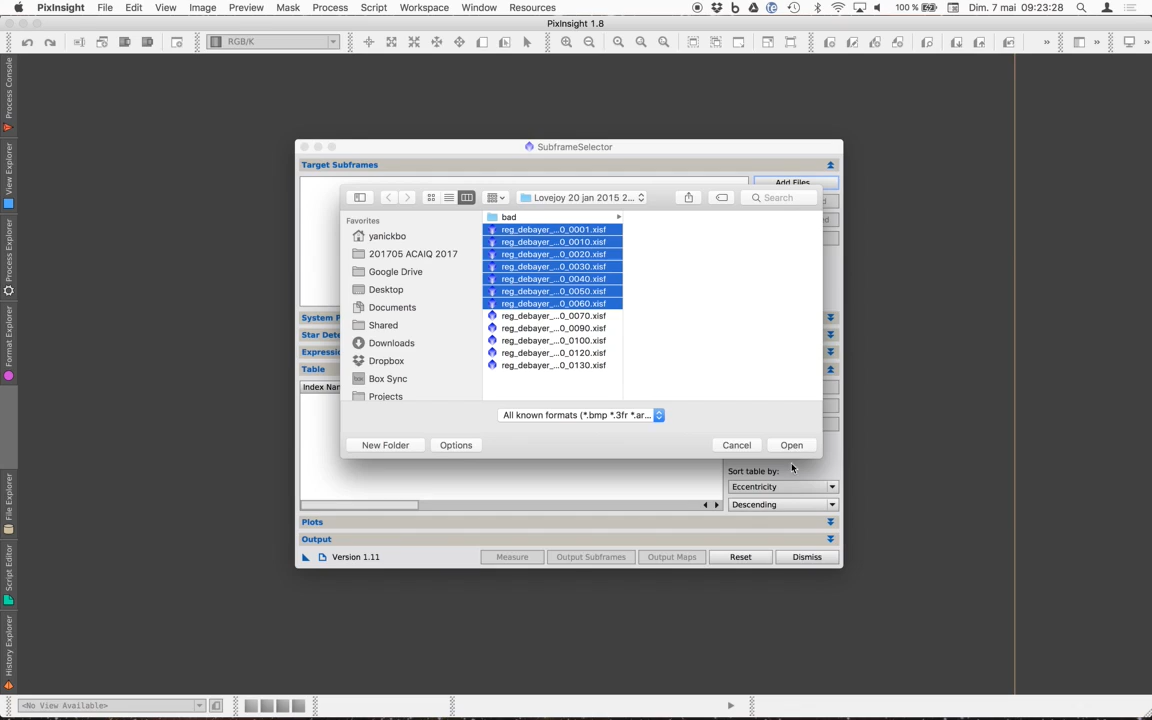 PixInsight File Edit View Image Preview Mask Process Script Workspace Window Resources 100 % Dim. 7 mai 09:23:28
PixInsight 1.8
RGB/K
Process Console
View Explorer
Process Explorer
Format Explorer
File Explorer
Script Editor
History Explorer
SubframeSelector
Target Subframes
Add Files
Lovejoy 20 jan 2015 2...
Search
Favorites
yanickbo
201705 ACAIQ 2017
Google Drive
Desktop
Documents
Shared
Downloads
Dropbox
Box Sync
Projects
bad
reg_debayer_...0_0001.xisf
reg_debayer_...0_0010.xisf
reg_debayer_...0_0020.xisf
reg_debayer_...0_0030.xisf
reg_debayer_...0_0040.xisf
reg_debayer_...0_0050.xisf
reg_debayer_...0_0060.xisf
reg_debayer_...0_0070.xisf
reg_debayer_...0_0090.xisf
reg_debayer_...0_0100.xisf
reg_debayer_...0_0120.xisf
reg_debayer_...0_0130.xisf
System P
Star Dete
Expressio
Table
Index Nam
All known formats (*.bmp *.3fr *.ar...
New Folder Options Cancel Open
Sort table by:
Eccentricity
Descending
Plots
Output
Version 1.11 Measure Output Subframes Output Maps Reset Dismiss
<No View Available>